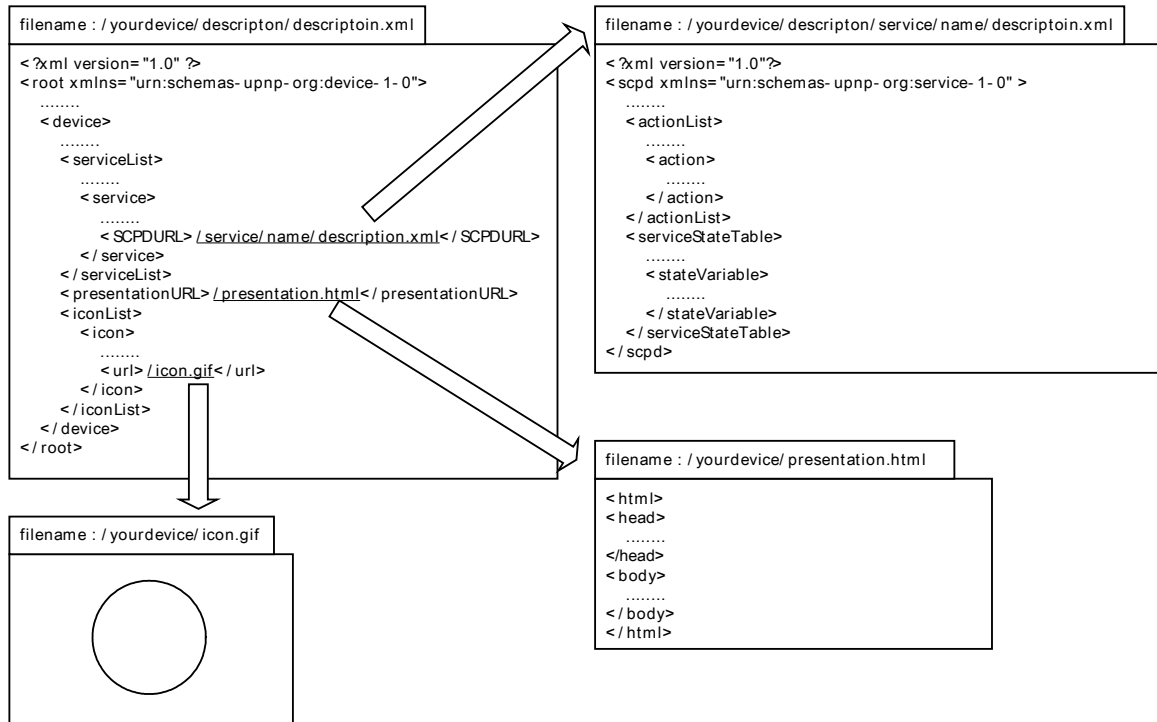 filename : /yourdevice/descripton/descriptoin.xml
<?xml version="1.0" ?>
<root xmlns="urn:schemas-upnp-org:device-1-0">
........
<device>
........
<serviceList>
........
<service>
........
<SCPDURL>/service/name/description.xml</SCPDURL>
</service>
</serviceList>
<presentationURL>/presentation.html</presentationURL>
<iconList>
<icon>
........
<url>/icon.gif</url>
</icon>
</iconList>
</device>
</root>
filename : /yourdevice/descripton/service/name/descriptoin.xml
<?xml version="1.0"?>
<scpd xmlns="urn:schemas-upnp-org:service-1-0" >
........
<actionList>
........
<action>
........
</action>
</actionList>
<serviceStateTable>
........
<stateVariable>
........
</stateVariable>
</serviceStateTable>
</scpd>
filename : /yourdevice/icon.gif
filename : /yourdevice/presentation.html
<html>
<head>
........
</head>
<body>
........
</body>
</html>